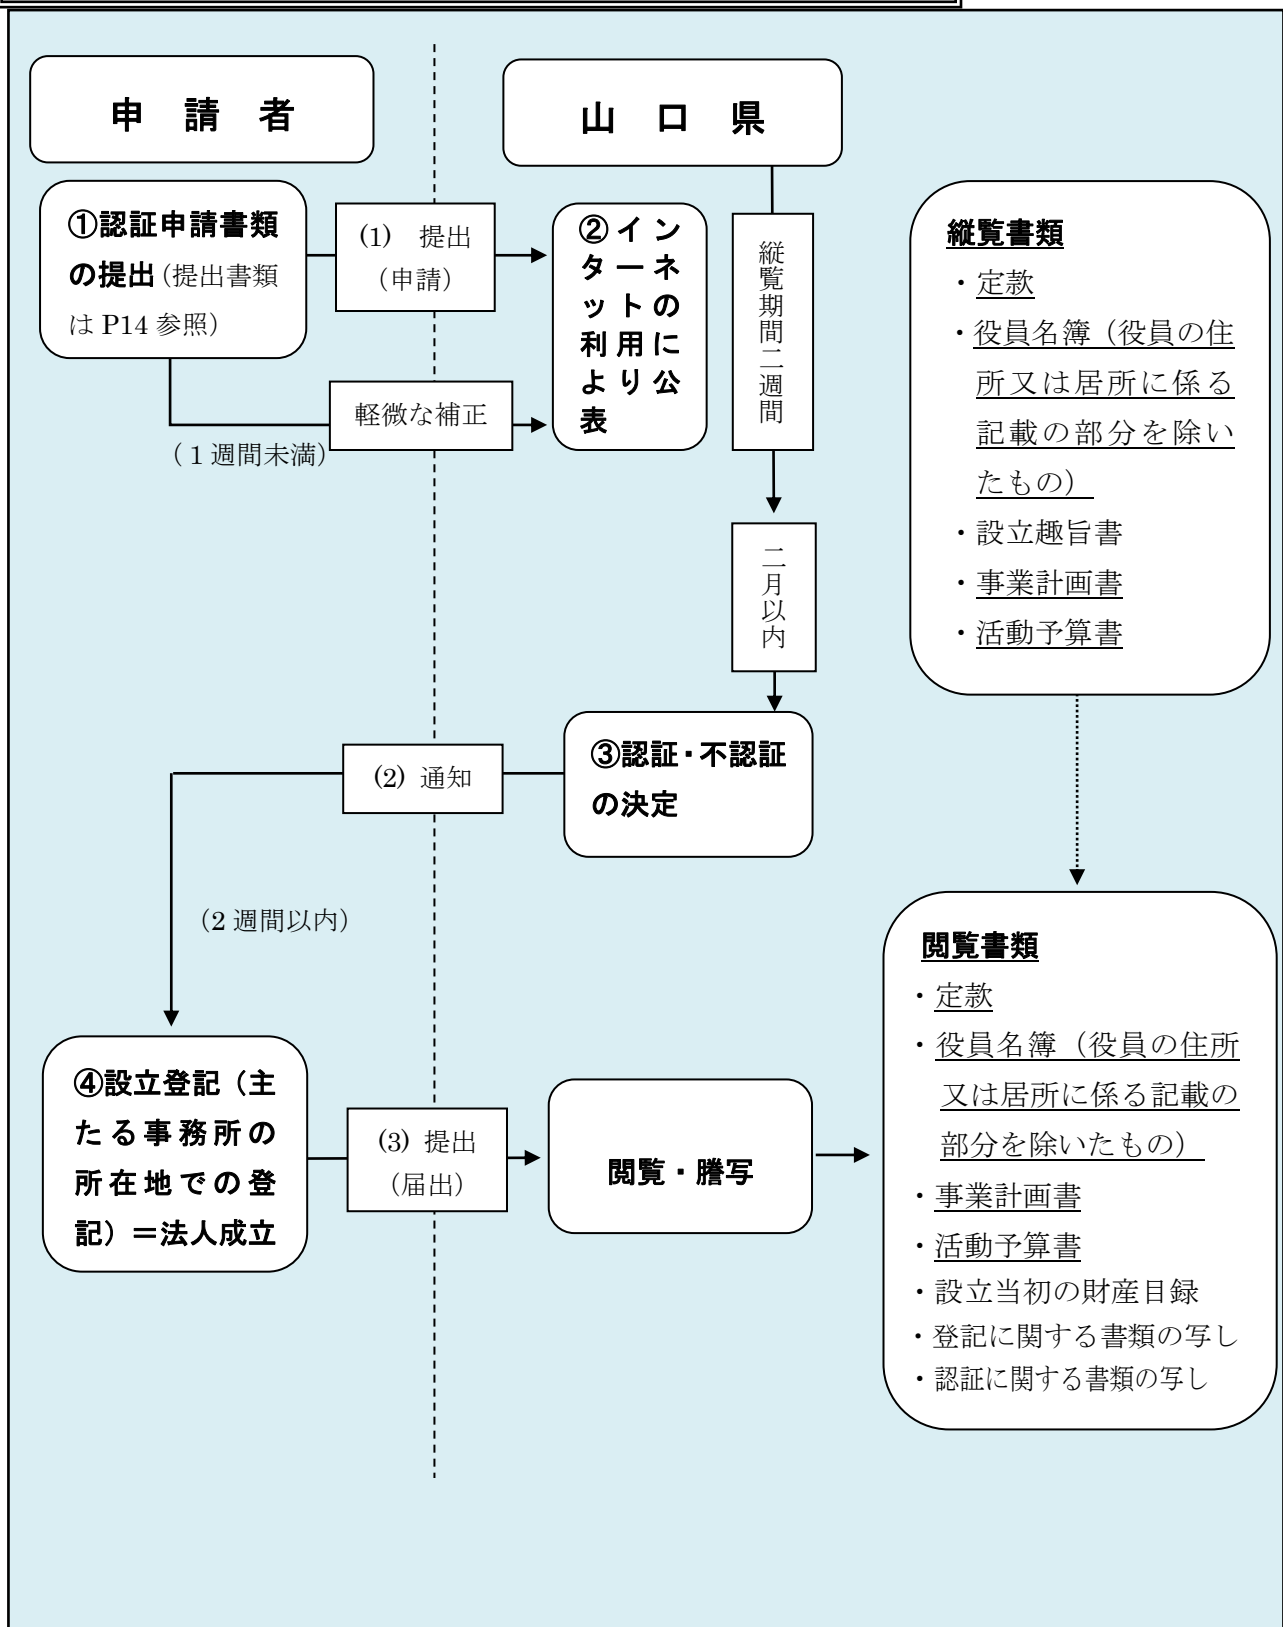 申 請 者
山 口 県
①認証申請書類
の提出（提出書類
は P14 参照）
(1) 提出
（申請）
②イン
ターネ
ットの
利用に
より公
表
軽微な補正
（１週間未満）
縦覧期間二週間
二月以内
縦覧書類
・定款
・役員名簿（役員の住
所又は居所に係る
記載の部分を除い
たもの）
・設立趣旨書
・事業計画書
・活動予算書
③認証・不認証
の決定
(2) 通知
（2 週間以内）
④設立登記（主
たる事務所の
所在地での登
記）＝法人成立
(3) 提出
（届出）
閲覧・謄写
閲覧書類
・定款
・役員名簿（役員の住所
又は居所に係る記載の
部分を除いたもの）
・事業計画書
・活動予算書
・設立当初の財産目録
・登記に関する書類の写し
・認証に関する書類の写し